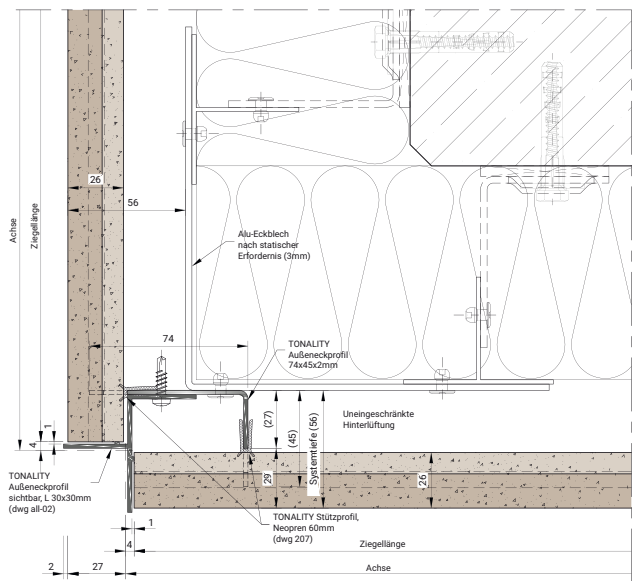 26
56
Achse
Ziegellänge
Alu-Eckblech
nach statischer
Erfordernis (3mm)
74
TONALITY
Außeneckprofil
74x45x2mm
1
4
(27)
(45)
Systemtiefe (56)
Uneingeschränkte
Hinterlüftung
29
26
TONALITY
Außeneckprofil
sichtbar, L 30x30mm
(dwg all-02)
TONALITY Stützprofil,
Neopren 60mm
(dwg 207)
1
4
Ziegellänge
2
27
Achse